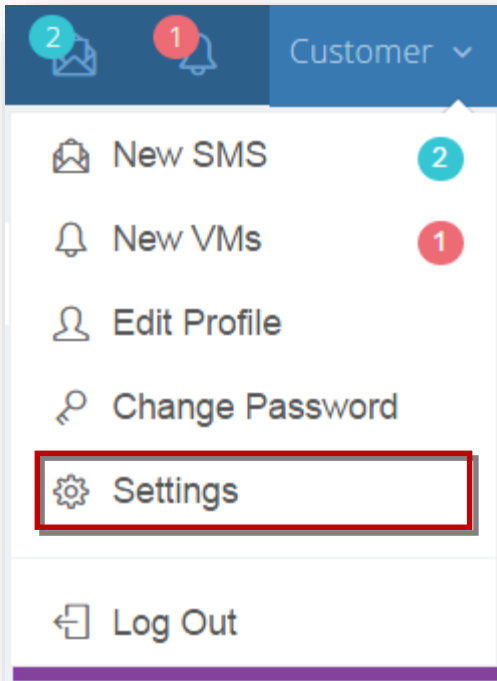 2 1 Customer
New SMS 2
New VMs 1
Edit Profile
Change Password
Settings
Log Out